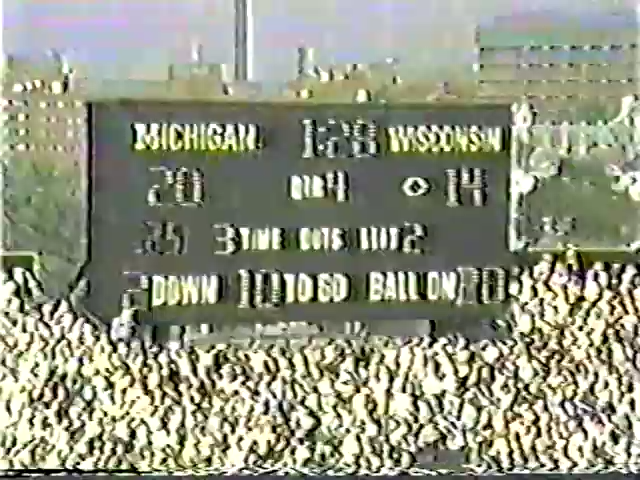 MICHIGAN 1:28 WISCONSIN
20 QTR 4 14
3 TIME OUTS LEFT 2
2 DOWN 10 TO GO BALL ON 20